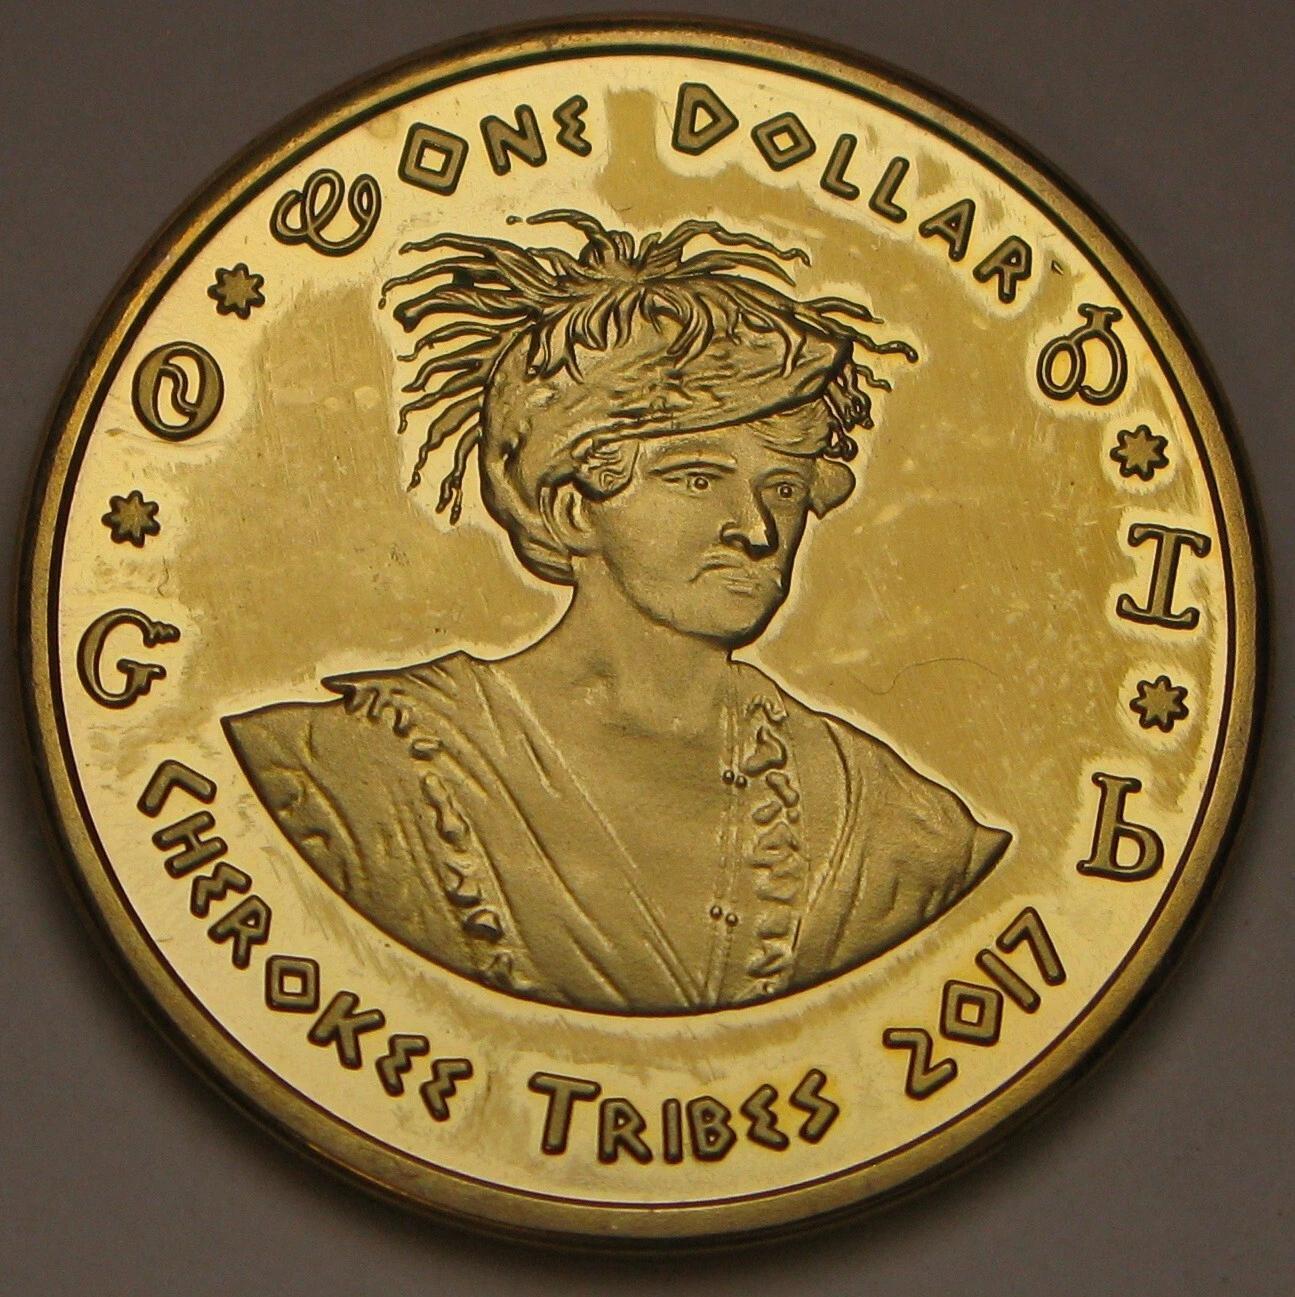 ONE DOLLAR
Ꮎ * Ꮼ
Ꮉ * Ꮖ * Ꮟ
CHEROKEE TRIBES 2017